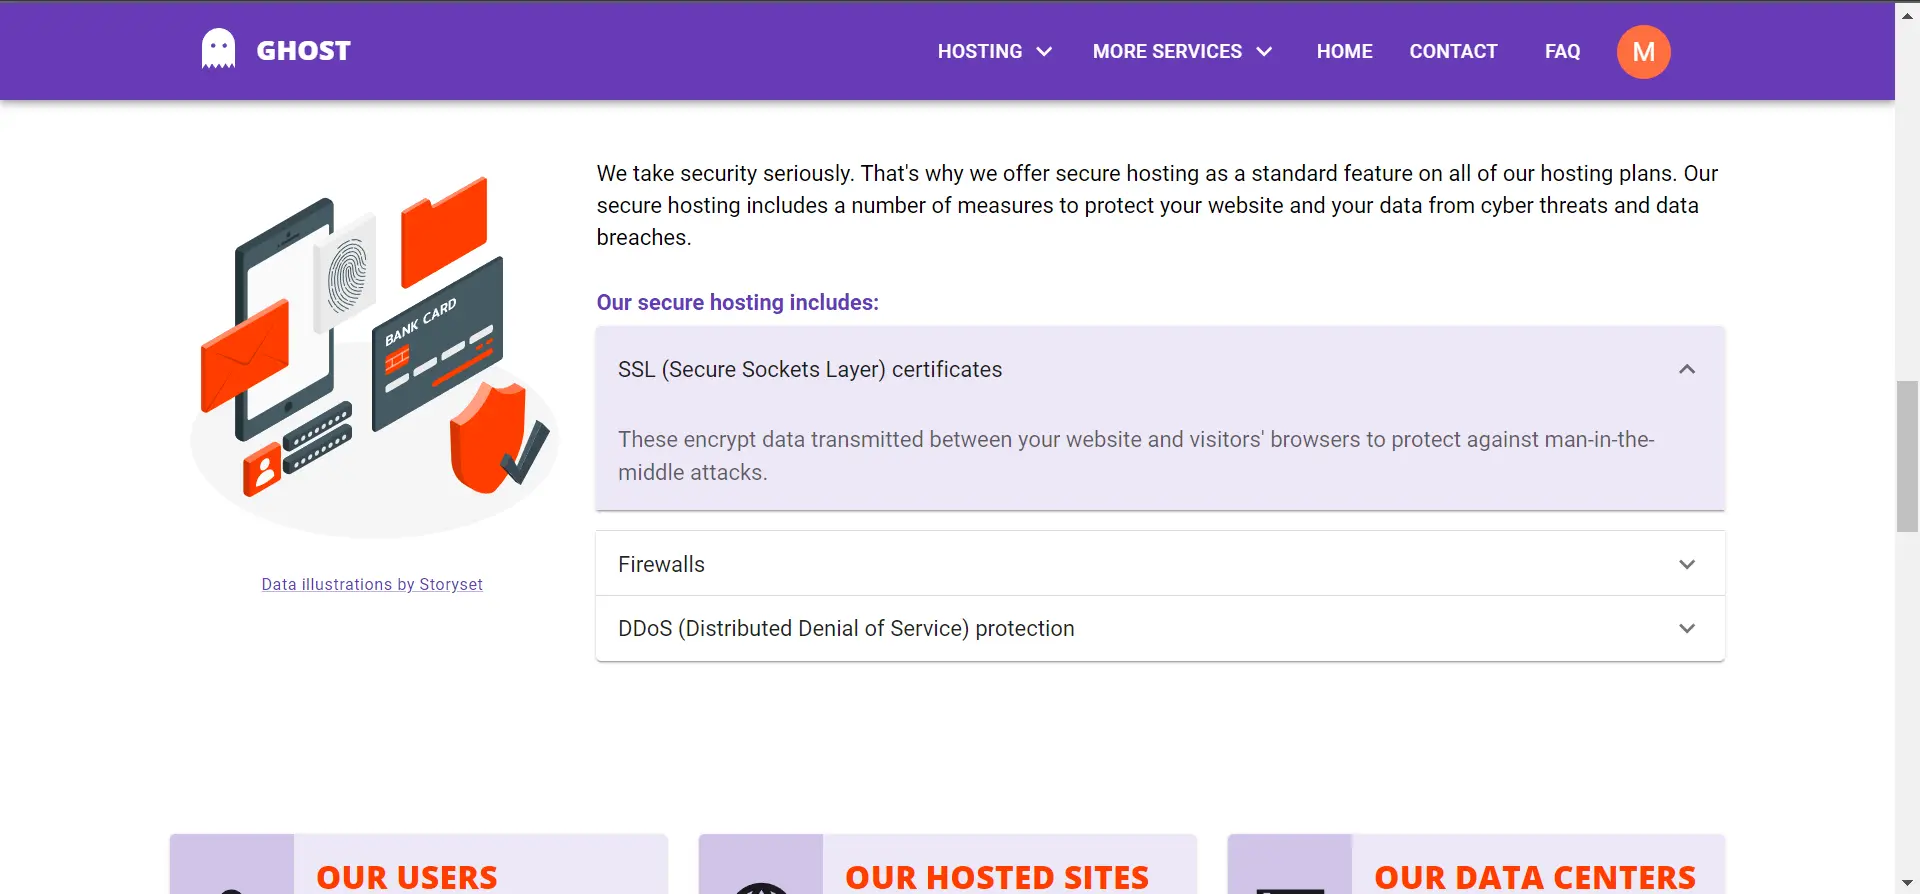 GHOST
HOSTING
MORE SERVICES
HOME
CONTACT
FAQ
M
We take security seriously. That's why we offer secure hosting as a standard feature on all of our hosting plans. Our
secure hosting includes a number of measures to protect your website and your data from cyber threats and data
breaches.
Our secure hosting includes:
BANK CARD
SSL (Secure Sockets Layer) certificates
These encrypt data transmitted between your website and visitors' browsers to protect against man-in-the-
middle attacks.
Firewalls
DDoS (Distributed Denial of Service) protection
Data illustrations by Storyset
OUR USERS
OUR HOSTED SITES
OUR DATA CENTERS